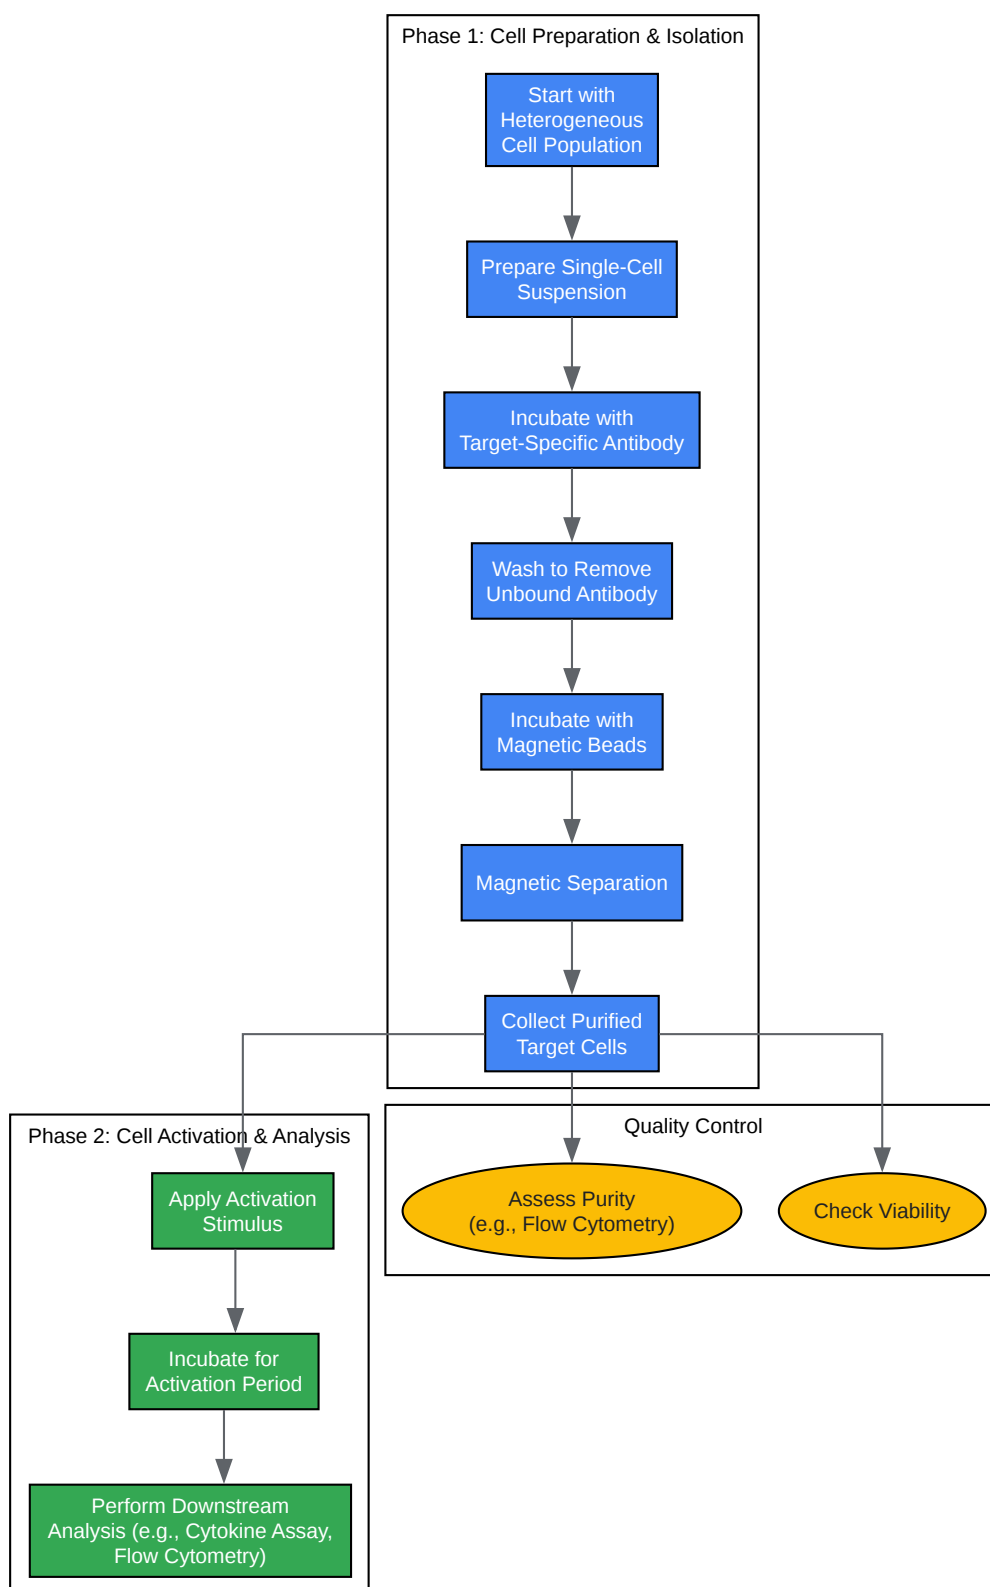 Phase 1: Cell Preparation & Isolation
Start with
Heterogeneous
Cell Population
Prepare Single-Cell
Suspension
Incubate with
Target-Specific Antibody
Wash to Remove
Unbound Antibody
Incubate with
Magnetic Beads
Magnetic Separation
Collect Purified
Target Cells
Phase 2: Cell Activation & Analysis
Apply Activation
Stimulus
Incubate for
Activation Period
Perform Downstream
Analysis (e.g., Cytokine Assay,
Flow Cytometry)
Quality Control
Assess Purity
(e.g., Flow Cytometry)
Check Viability